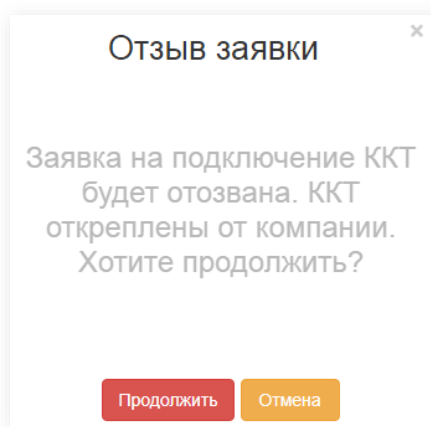 Отзыв заявки
×
Заявка на подключение ККТ
будет отозвана. ККТ
откреплены от компании.
Хотите продолжить?
Продолжить Отмена